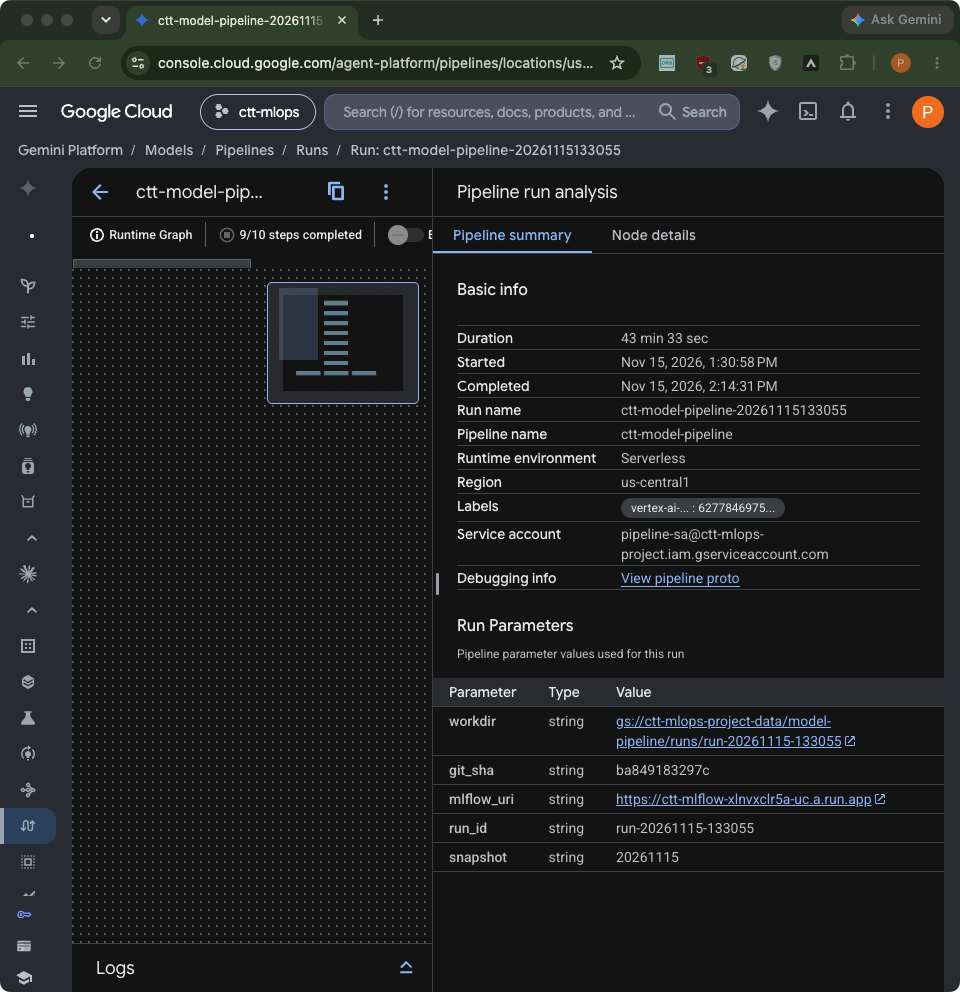 ctt-model-pipeline-20261115
Ask Gemini
console.cloud.google.com/agent-platform/pipelines/locations/us...
3
P
Google Cloud
ctt-mlops
Search (/) for resources, docs, products, and ...
Search
P
Gemini Platform / Models / Pipelines / Runs / Run: ctt-model-pipeline-20261115133055
ctt-model-pip...
Pipeline run analysis
Runtime Graph
9/10 steps completed
Pipeline summary
Node details
Basic info
Duration 43 min 33 sec
Started Nov 15, 2026, 1:30:58 PM
Completed Nov 15, 2026, 2:14:31 PM
Run name ctt-model-pipeline-20261115133055
Pipeline name ctt-model-pipeline
Runtime environment Serverless
Region us-central1
Labels vertex-ai-... : 6277846975...
Service account pipeline-sa@ctt-mlops-
project.iam.gserviceaccount.com
Debugging info View pipeline proto
Run Parameters
Pipeline parameter values used for this run
Parameter Type Value
workdir string gs://ctt-mlops-project-data/model-
pipeline/runs/run-20261115-133055
git_sha string ba849183297c
mlflow_uri string https://ctt-mlflow-xlnvxclr5a-uc.a.run.app
run_id string run-20261115-133055
snapshot string 20261115
Logs